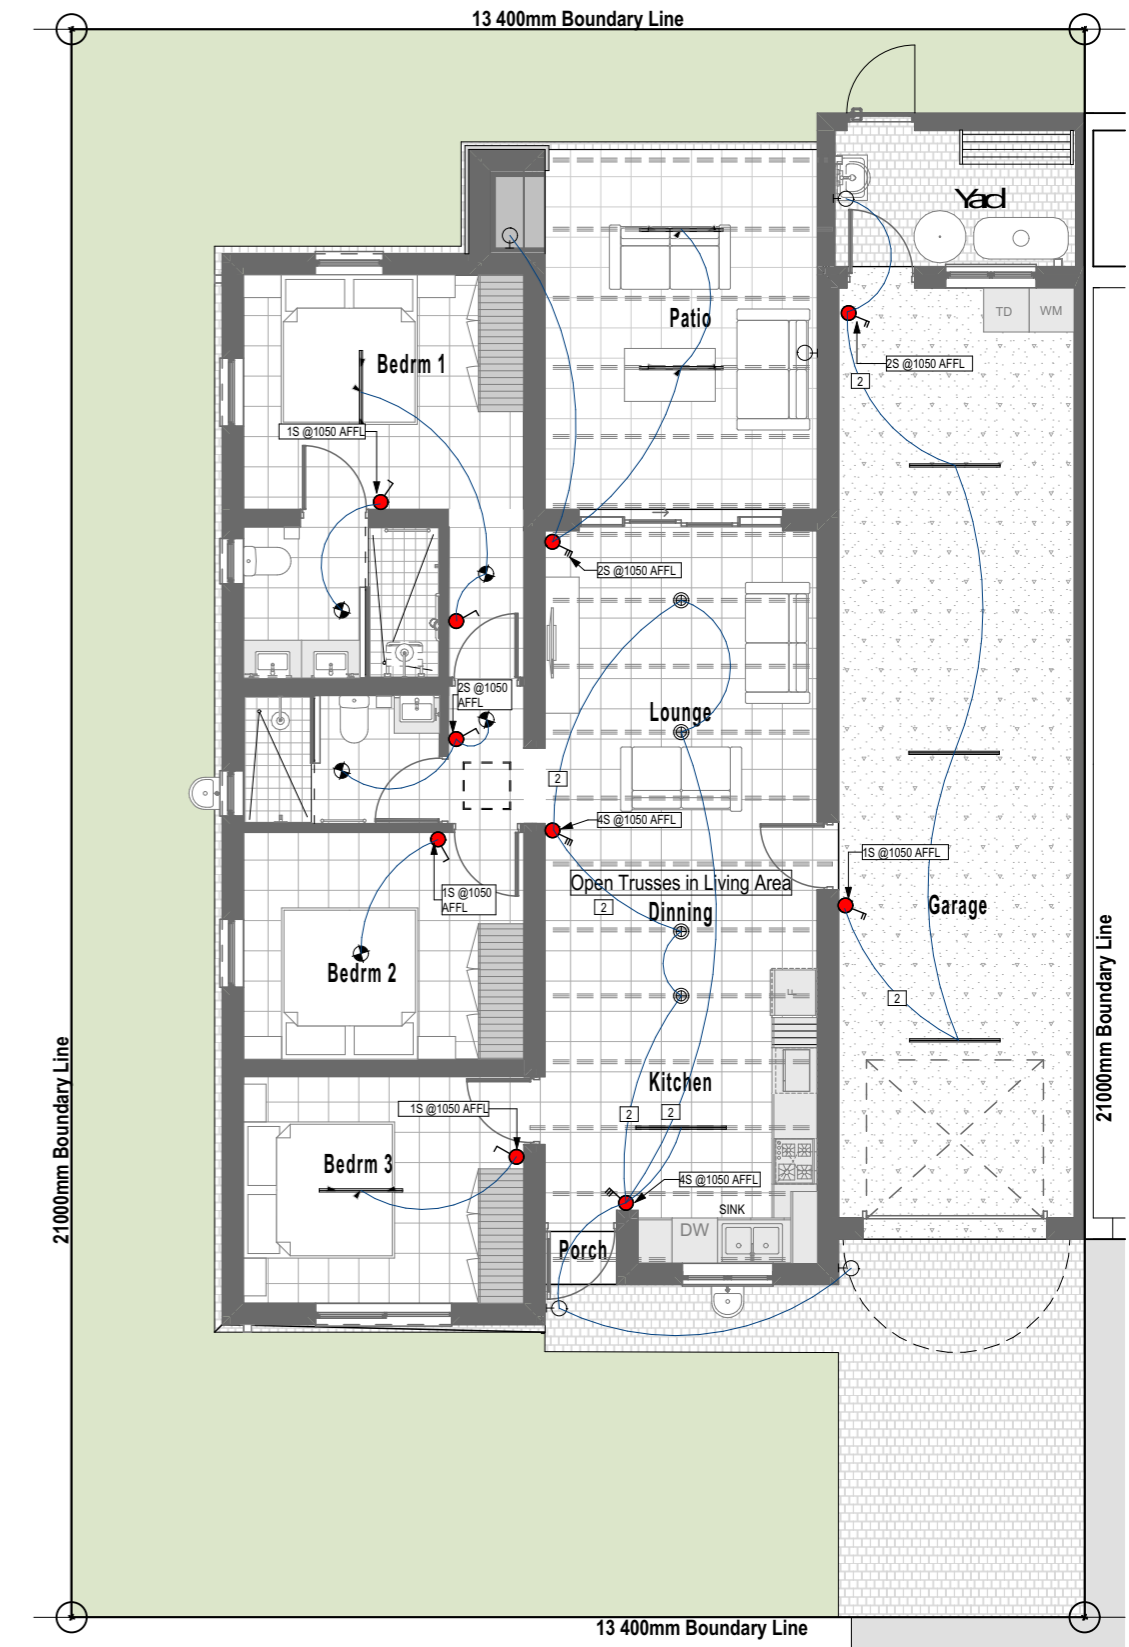 13 400mm Boundary Line
Yad
TD
WM
Patio
Bedrm 1
2S @1050 AFFL
2
1S @1050 AFFL
2S @1050 AFFL
2S @1050
AFFL
Lounge
2
4S @1050 AFFL
1S @1050 AFFL
Open Trusses in Living Area
1S @1050
AFFL
2
Dinning
Garage
Bedrm 2
F
2
21000mm Boundary Line
21000mm Boundary Line
Kitchen
1S @1050 AFFL
2
2
Bedrm 3
4S @1050 AFFL
SINK
DW
Porch
13 400mm Boundary Line